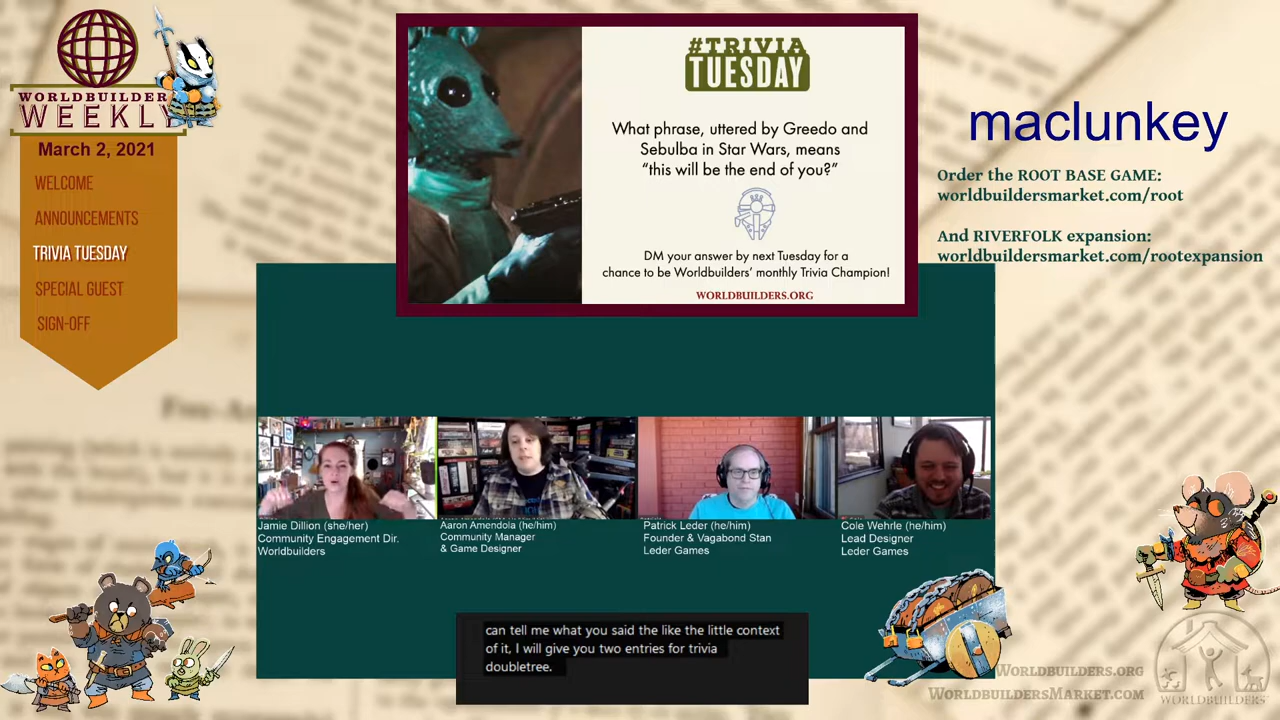 WORLDBUILDER
WEEKLY
March 2, 2021
WELCOME
ANNOUNCEMENTS
TRIVIA TUESDAY
SPECIAL GUEST
SIGN-OFF
#TRIVIA
TUESDAY
What phrase, uttered by Greedo and
Sebulba in Star Wars, means
“this will be the end of you?”
DM your answer by next Tuesday for a
chance to be Worldbuilders’ monthly Trivia Champion!
WORLDBUILDERS.ORG
maclunkey
Order the ROOT BASE GAME:
worldbuildersmarket.com/root
And RIVERFOLK expansion:
worldbuildersmarket.com/rootexpansion
Jamie Dillion (she/her)
Community Engagement Dir.
Worldbuilders
Aaron Amendola (he/him)
Community Manager
& Game Designer
Patrick Leder (he/him)
Founder & Vagabond Stan
Leder Games
Cole Wehrle (he/him)
Lead Designer
Leder Games
can tell me what you said the like the little context
of it, I will give you two entries for trivia
doubletree.
WORLDBUILDERS.ORG
WORLDBUILDERSMARKET.COM
WORLDBUILDERS